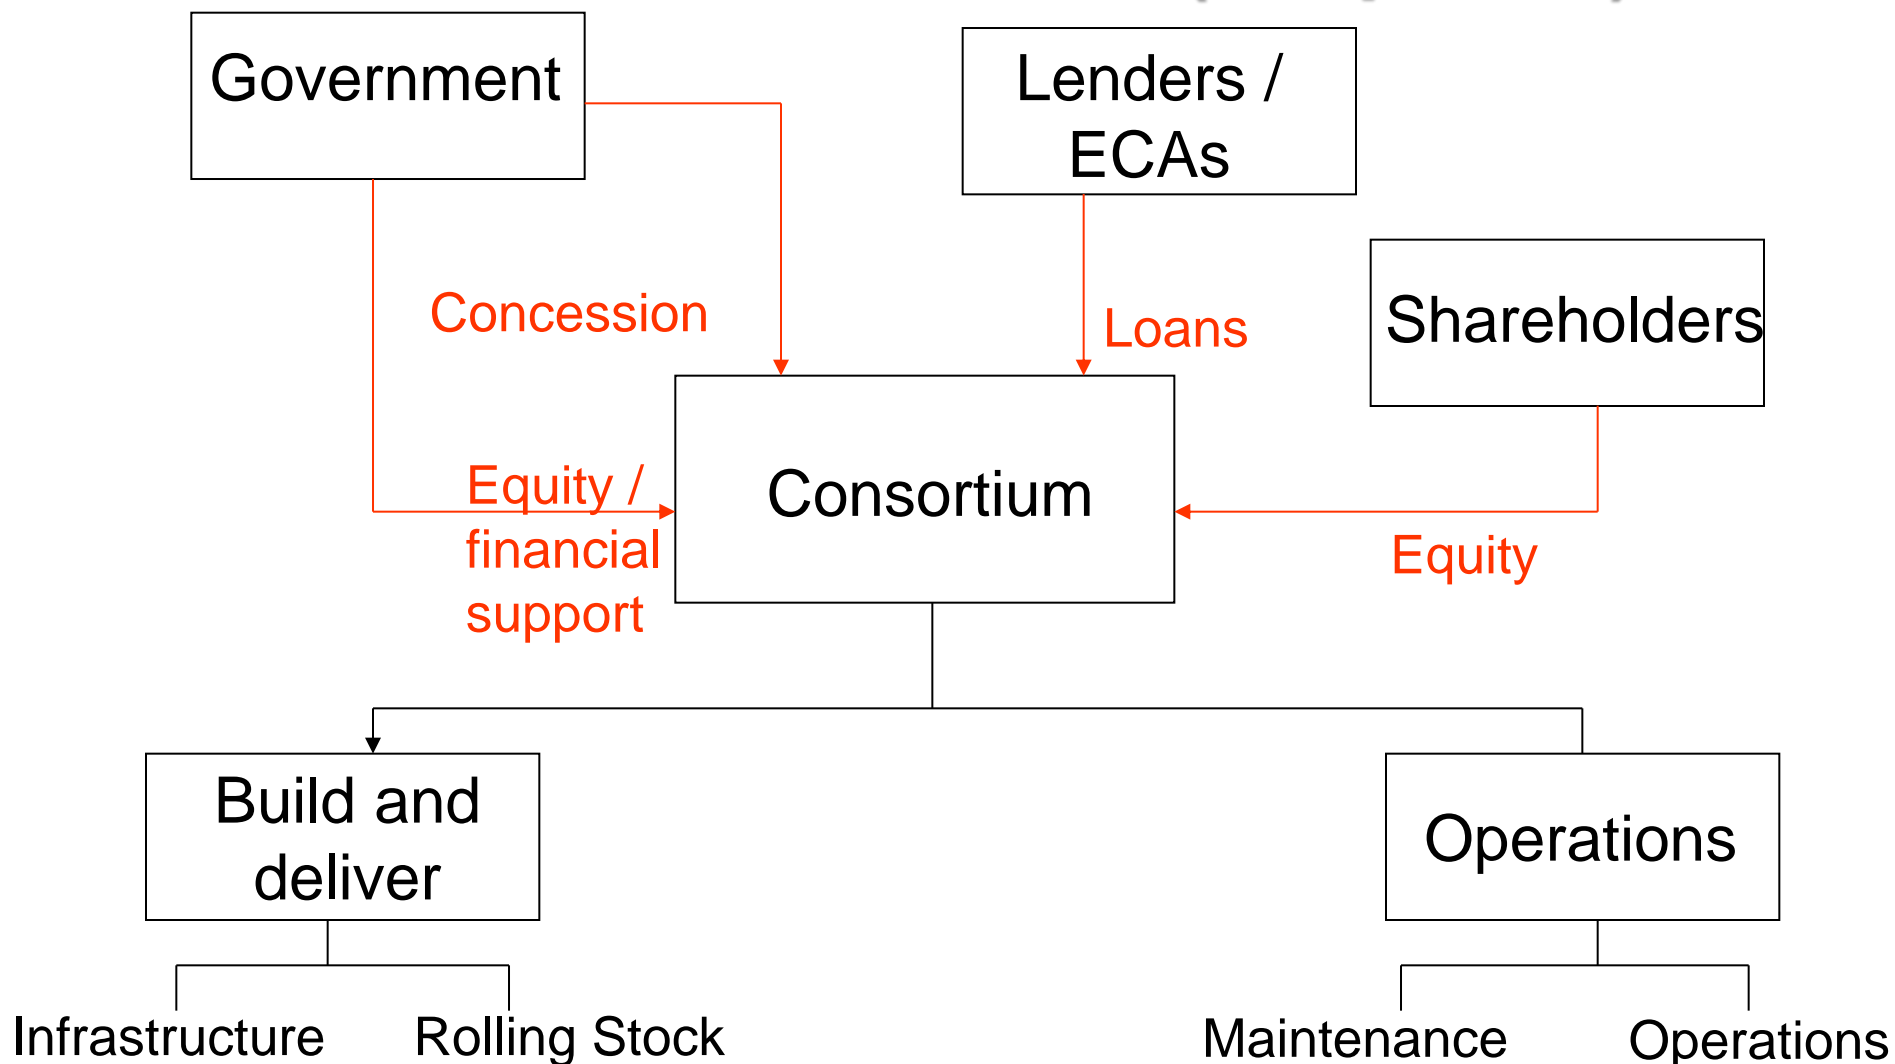 Government
Lenders /
ECAs
Concession
Loans
Shareholders
Equity /
financial
support
Consortium
Equity
Build and
deliver
Operations
Infrastructure
Rolling Stock
Maintenance
Operations